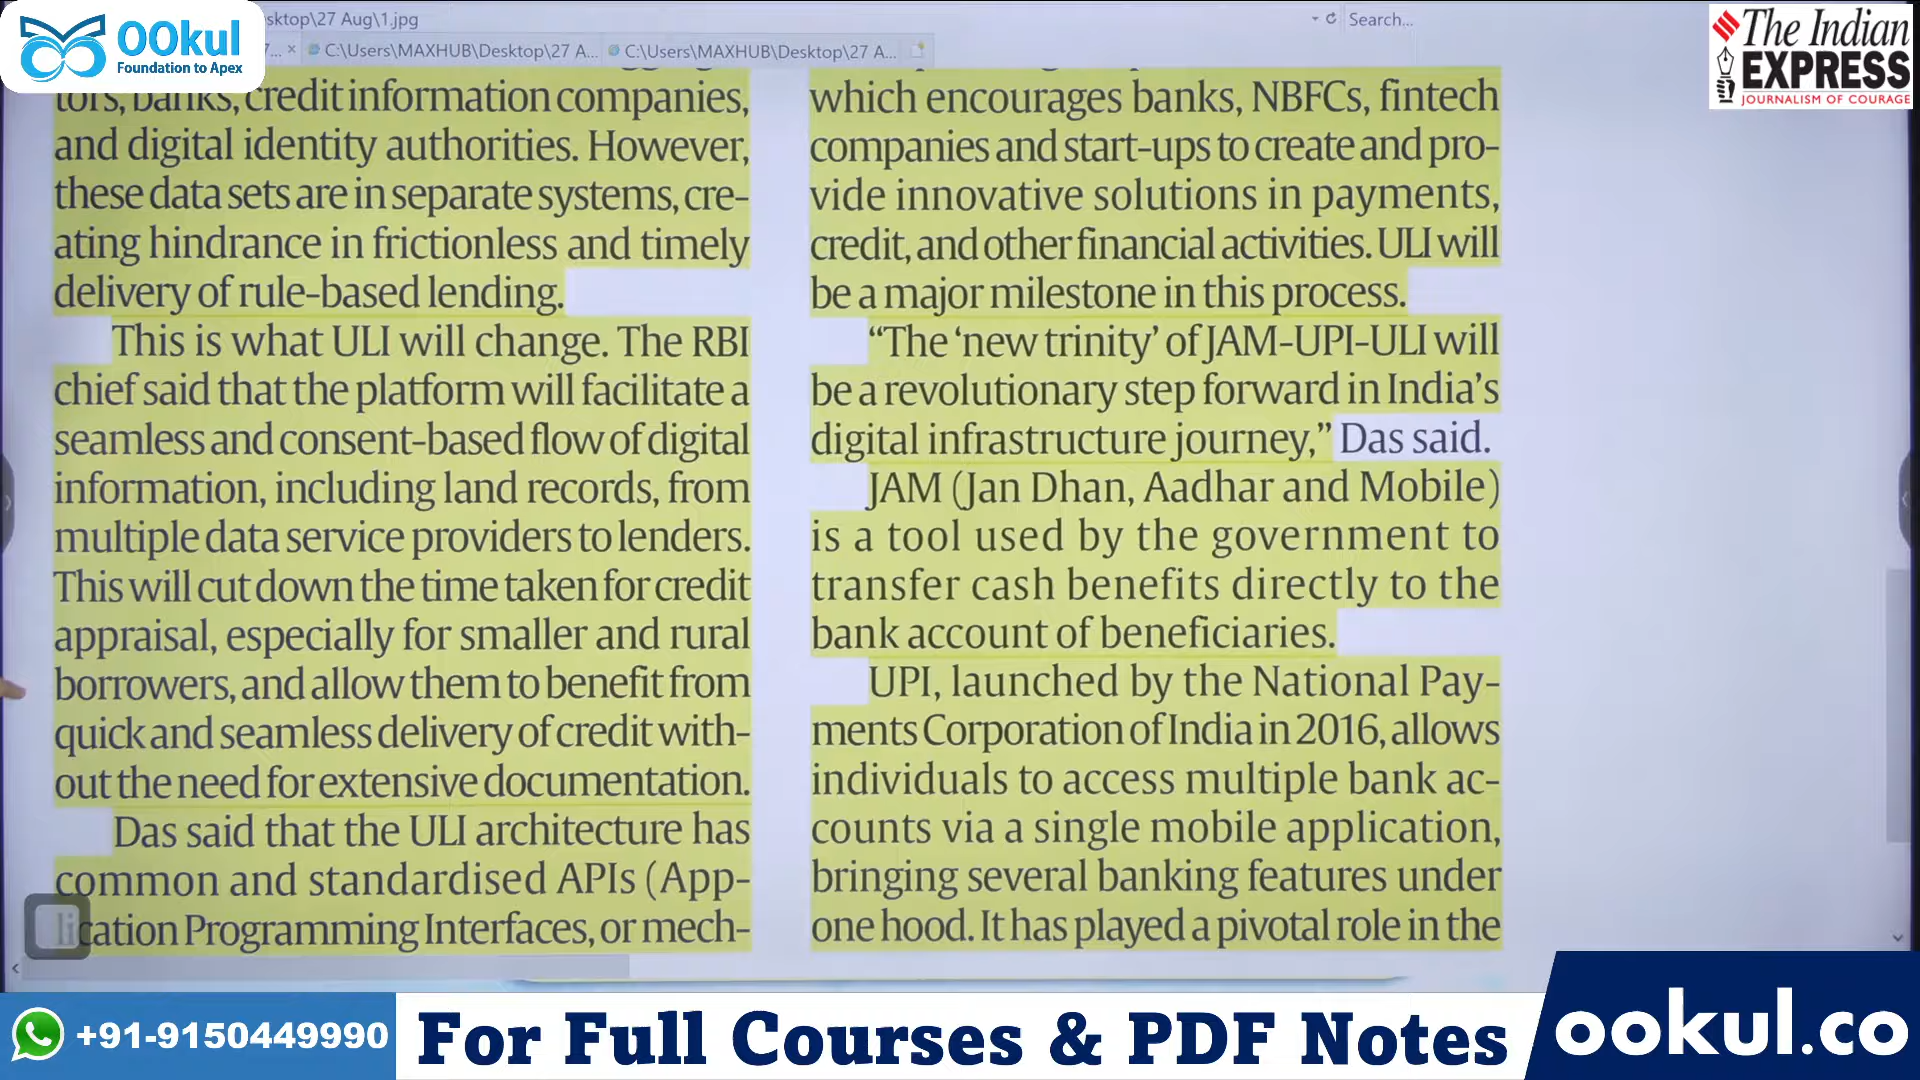 OOkul
Foundation to Apex
sktop\27 Aug\1.jpg
Search...
7...
C:\Users\MAXHUB\Desktop\27 A...
C:\Users\MAXHUB\Desktop\27 A...
The Indian
EXPRESS
JOURNALISM OF COURAGE
tors, banks, credit information companies,
and digital identity authorities. However,
these data sets are in separate systems, cre-
ating hindrance in frictionless and timely
delivery of rule-based lending.
This is what ULI will change. The RBI
chief said that the platform will facilitate a
seamless and consent-based flow of digital
information, including land records, from
multiple data service providers to lenders.
This will cut down the time taken for credit
appraisal, especially for smaller and rural
borrowers, and allow them to benefit from
quick and seamless delivery of credit with-
out the need for extensive documentation.
Das said that the ULI architecture has
common and standardised APIs (App-
lication Programming Interfaces, or mech-
which encourages banks, NBFCs, fintech
companies and start-ups to create and pro-
vide innovative solutions in payments,
credit, and other financial activities. ULI will
be a major milestone in this process.
“The ‘new trinity’ of JAM-UPI-ULI will
be a revolutionary step forward in India’s
digital infrastructure journey,” Das said.
JAM (Jan Dhan, Aadhar and Mobile)
is a tool used by the government to
transfer cash benefits directly to the
bank account of beneficiaries.
UPI, launched by the National Pay-
ments Corporation of India in 2016, allows
individuals to access multiple bank ac-
counts via a single mobile application,
bringing several banking features under
one hood. It has played a pivotal role in the
+91-9150449990
For Full Courses & PDF Notes
ookul.co